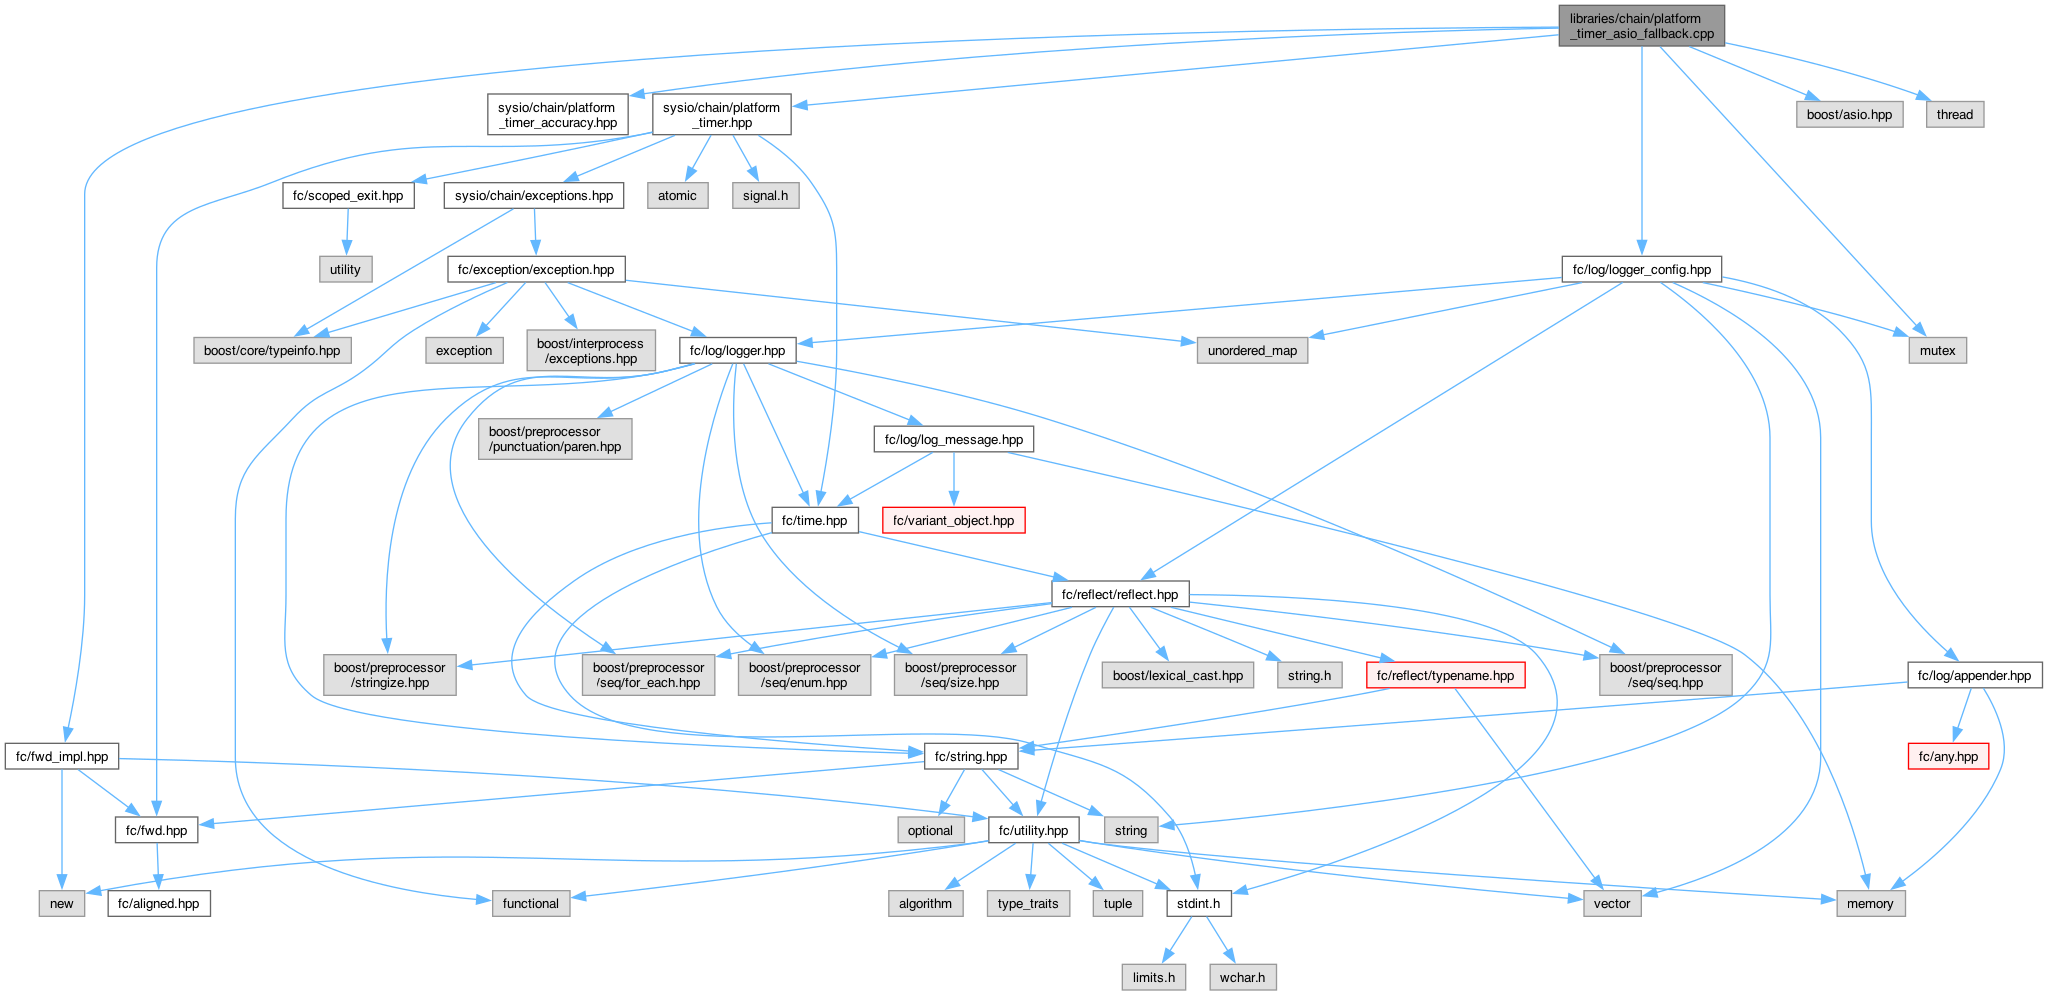 libraries/chain/platform
_timer_asio_fallback.cpp
sysio/chain/platform
_timer_accuracy.hpp
sysio/chain/platform
_timer.hpp
boost/asio.hpp
thread
fc/scoped_exit.hpp
sysio/chain/exceptions.hpp
atomic
signal.h
utility
fc/exception/exception.hpp
fc/log/logger_config.hpp
boost/core/typeinfo.hpp
exception
boost/interprocess
/exceptions.hpp
fc/log/logger.hpp
unordered_map
mutex
boost/preprocessor
/punctuation/paren.hpp
fc/log/log_message.hpp
fc/time.hpp
fc/variant_object.hpp
fc/reflect/reflect.hpp
boost/preprocessor
/stringize.hpp
boost/preprocessor
/seq/for_each.hpp
boost/preprocessor
/seq/enum.hpp
boost/preprocessor
/seq/size.hpp
boost/lexical_cast.hpp
string.h
fc/reflect/typename.hpp
boost/preprocessor
/seq/seq.hpp
fc/log/appender.hpp
fc/fwd_impl.hpp
fc/string.hpp
fc/any.hpp
fc/fwd.hpp
optional
fc/utility.hpp
string
new
fc/aligned.hpp
functional
algorithm
type_traits
tuple
stdint.h
vector
memory
limits.h
wchar.h